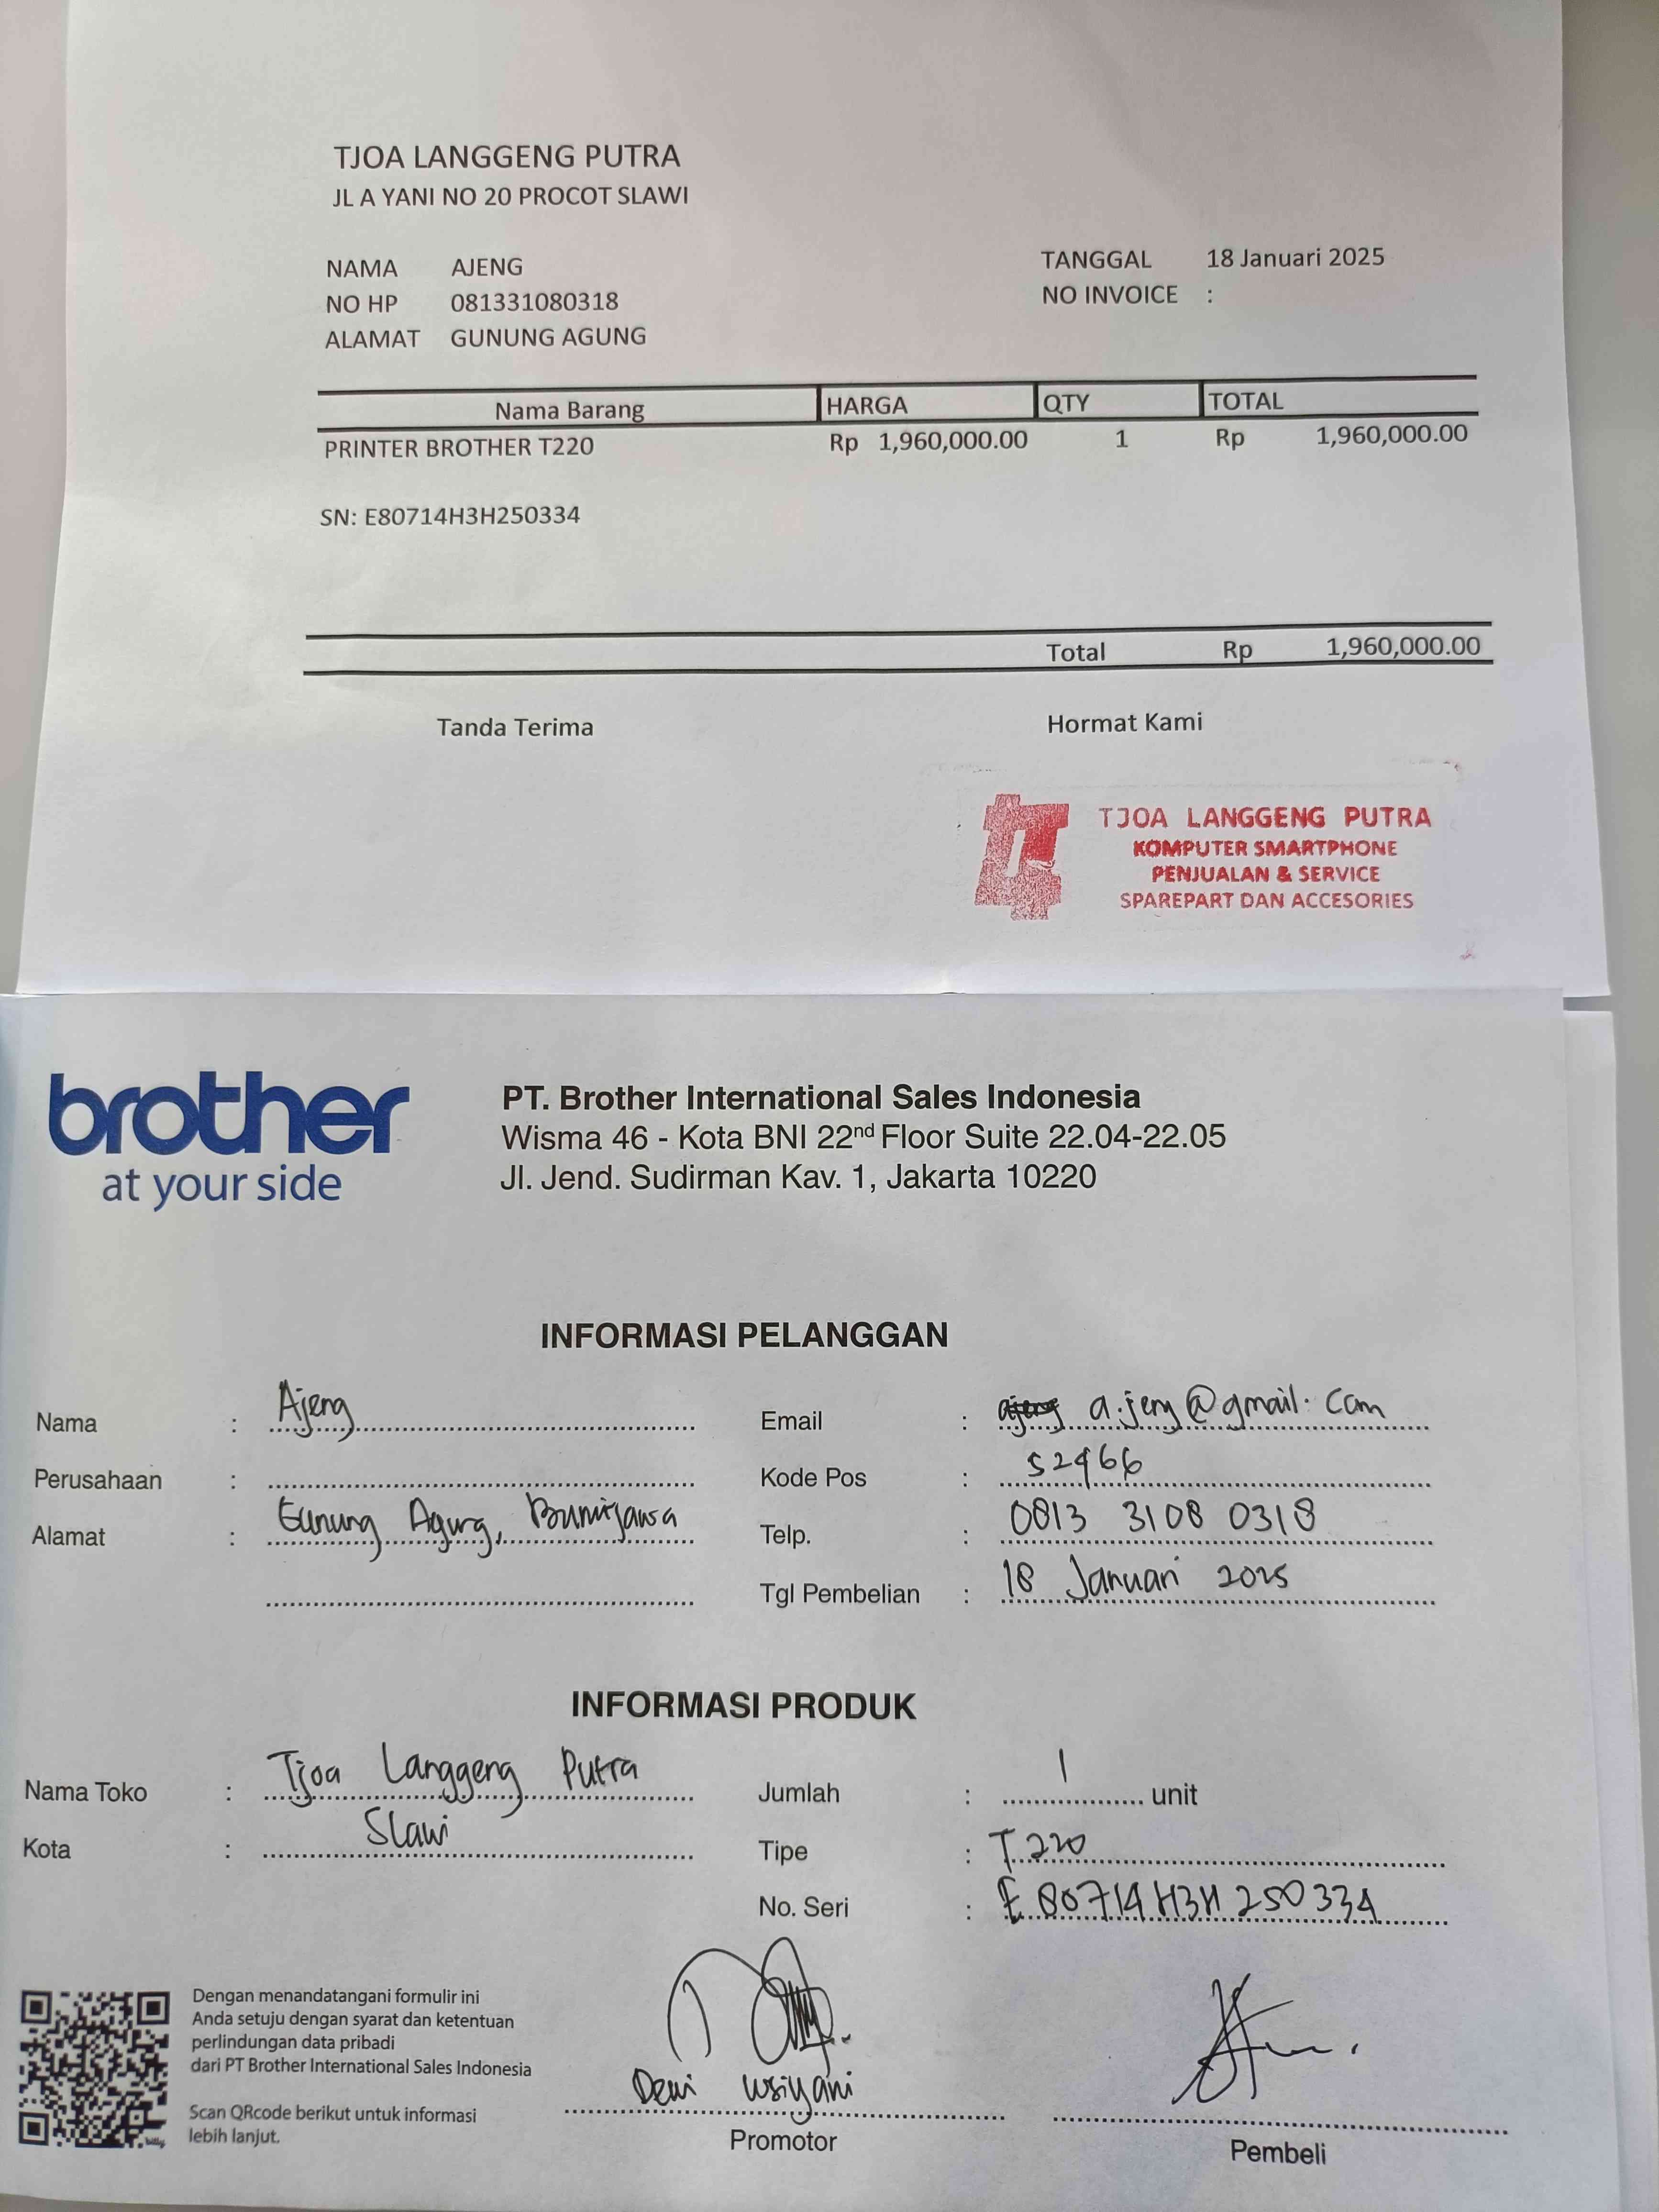 TJOA LANGGENG PUTRA
JL A YANI NO 20 PROCOT SLAWI
NAMA AJENG TANGGAL 18 Januari 2025
NO HP 081331080318 NO INVOICE :
ALAMAT GUNUNG AGUNG
Nama Barang HARGA QTY TOTAL
PRINTER BROTHER T220 Rp 1,960,000.00 1 Rp 1,960,000.00
SN: E80714H3H250334
Total Rp 1,960,000.00
Tanda Terima Hormat Kami
TJOA LANGGENG PUTRA
KOMPUTER SMARTPHONE
PENJUALAN & SERVICE
SPAREPART DAN ACCESORIES
brother
at your side
PT. Brother International Sales Indonesia
Wisma 46 - Kota BNI 22nd Floor Suite 22.04-22.05
Jl. Jend. Sudirman Kav. 1, Jakarta 10220
INFORMASI PELANGGAN
Nama : Ajeng Email : a.jeng@gmail.com
Perusahaan : Kode Pos : 52466
Alamat : Gunung Agung, Bumijawa Telp. : 0813 3108 0318
Tgl Pembelian : 18 Januari 2025
INFORMASI PRODUK
Nama Toko : Tjoa Langgeng Putra Jumlah : 1 unit
Kota : Slawi Tipe : T.220
No. Seri : E80714H3H250334
Dengan menandatangani formulir ini
Anda setuju dengan syarat dan ketentuan
perlindungan data pribadi
dari PT Brother International Sales Indonesia
Scan QRcode berikut untuk informasi
lebih lanjut.
Dewi
Promotor Pembeli